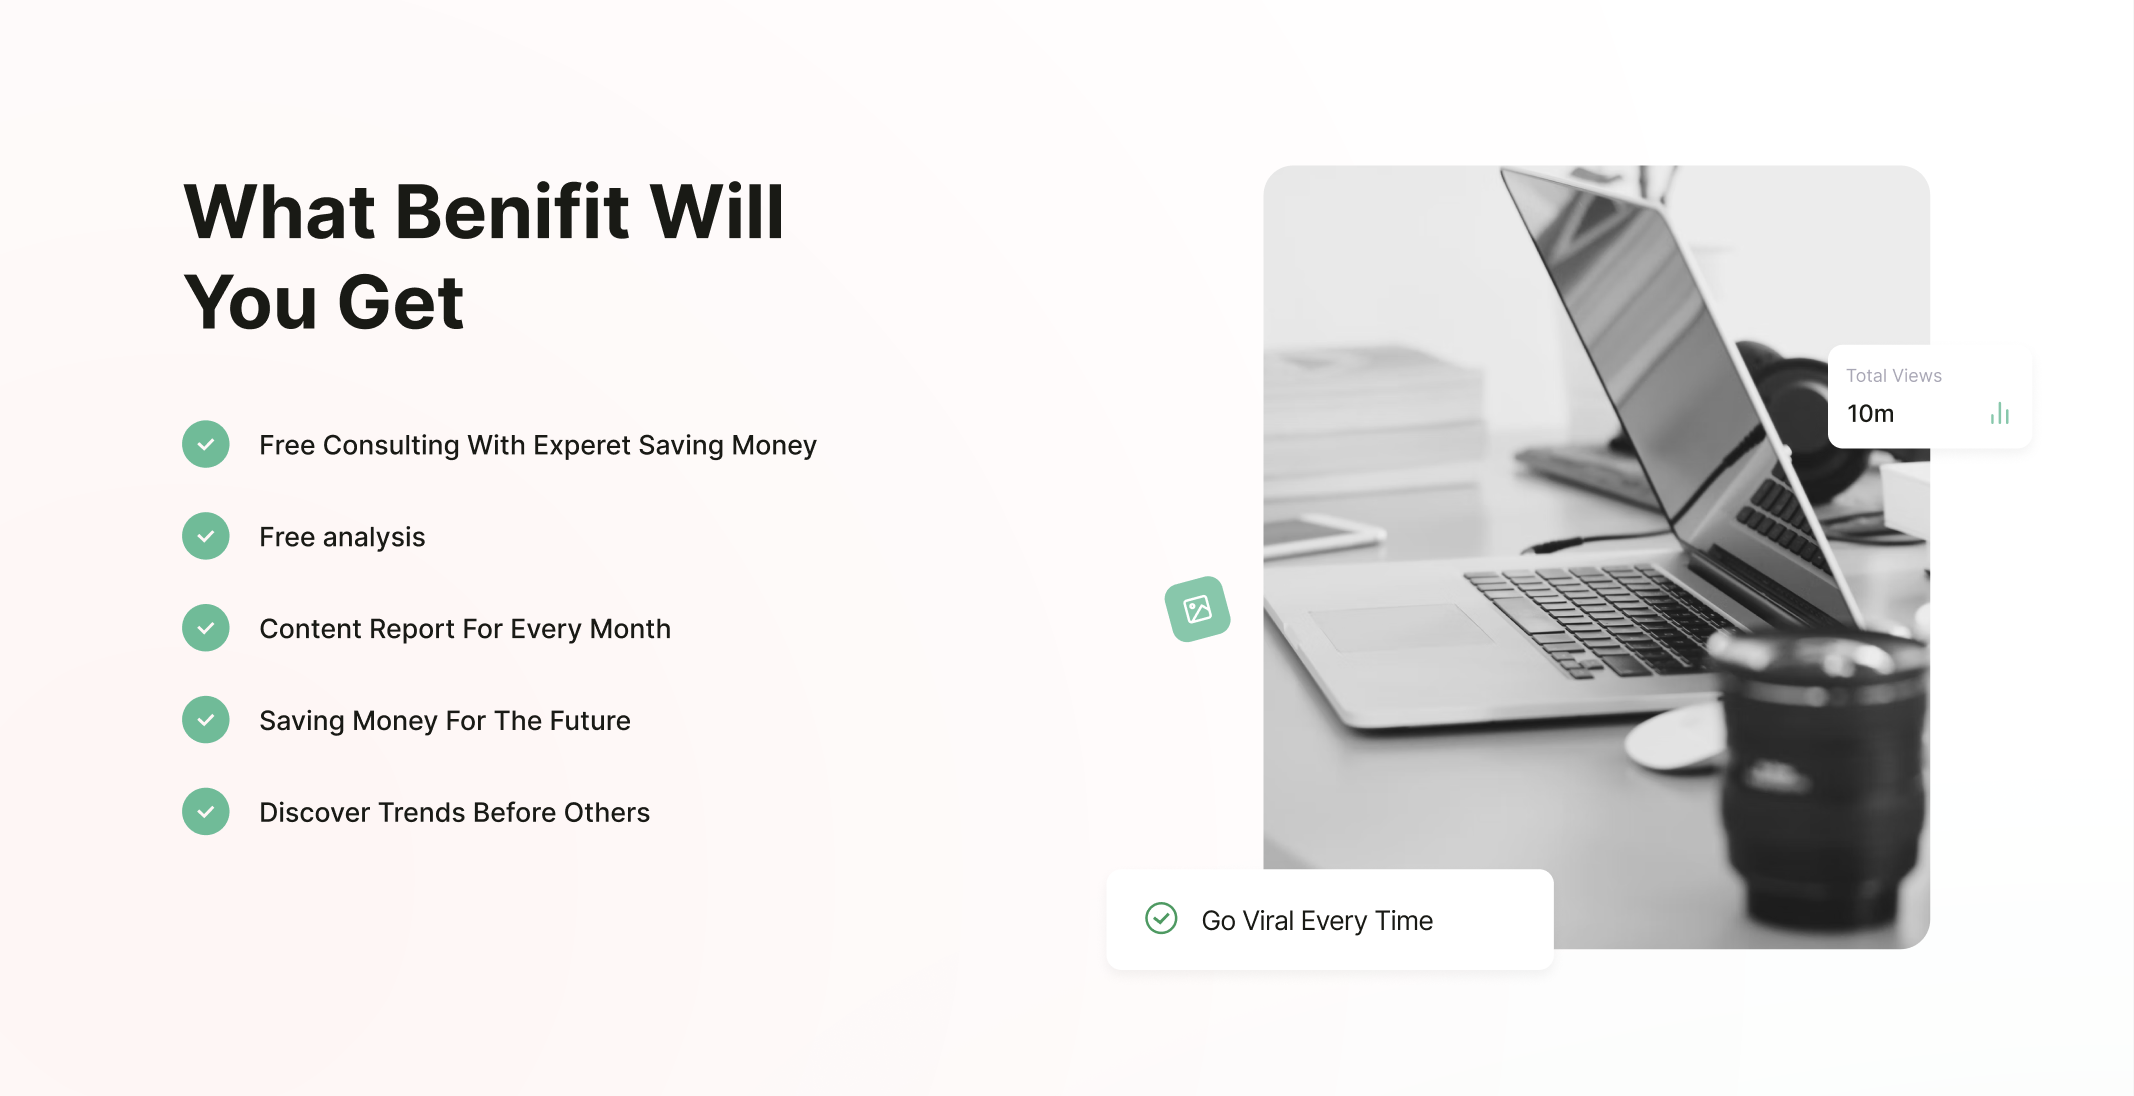 What Benifit Will
You Get
Free Consulting With Experet Saving Money
Free analysis
Content Report For Every Month
Saving Money For The Future
Discover Trends Before Others
Total Views
10m
Go Viral Every Time